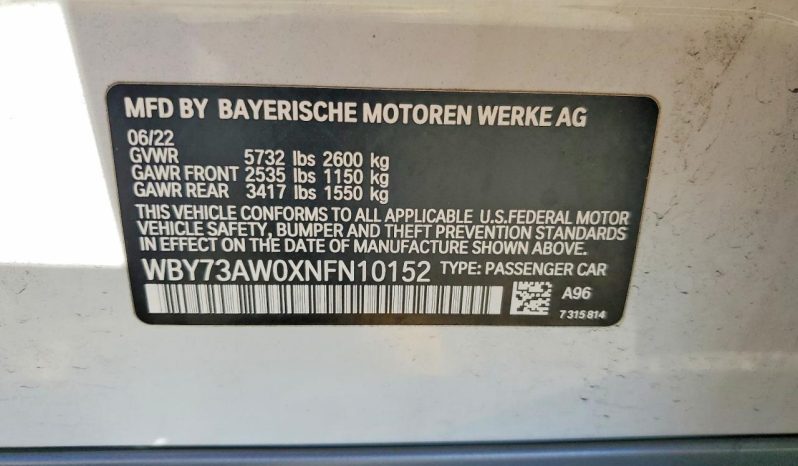 MFD BY BAYERISCHE MOTOREN WERKE AG
06/22
GVWR 5732 lbs 2600 kg
GAWR FRONT 2535 lbs 1150 kg
GAWR REAR 3417 lbs 1550 kg
THIS VEHICLE CONFORMS TO ALL APPLICABLE U.S.FEDERAL MOTOR
VEHICLE SAFETY, BUMPER AND THEFT PREVENTION STANDARDS
IN EFFECT ON THE DATE OF MANUFACTURE SHOWN ABOVE.
WBY73AW0XNFN10152 TYPE: PASSENGER CAR
A96
7 315 814